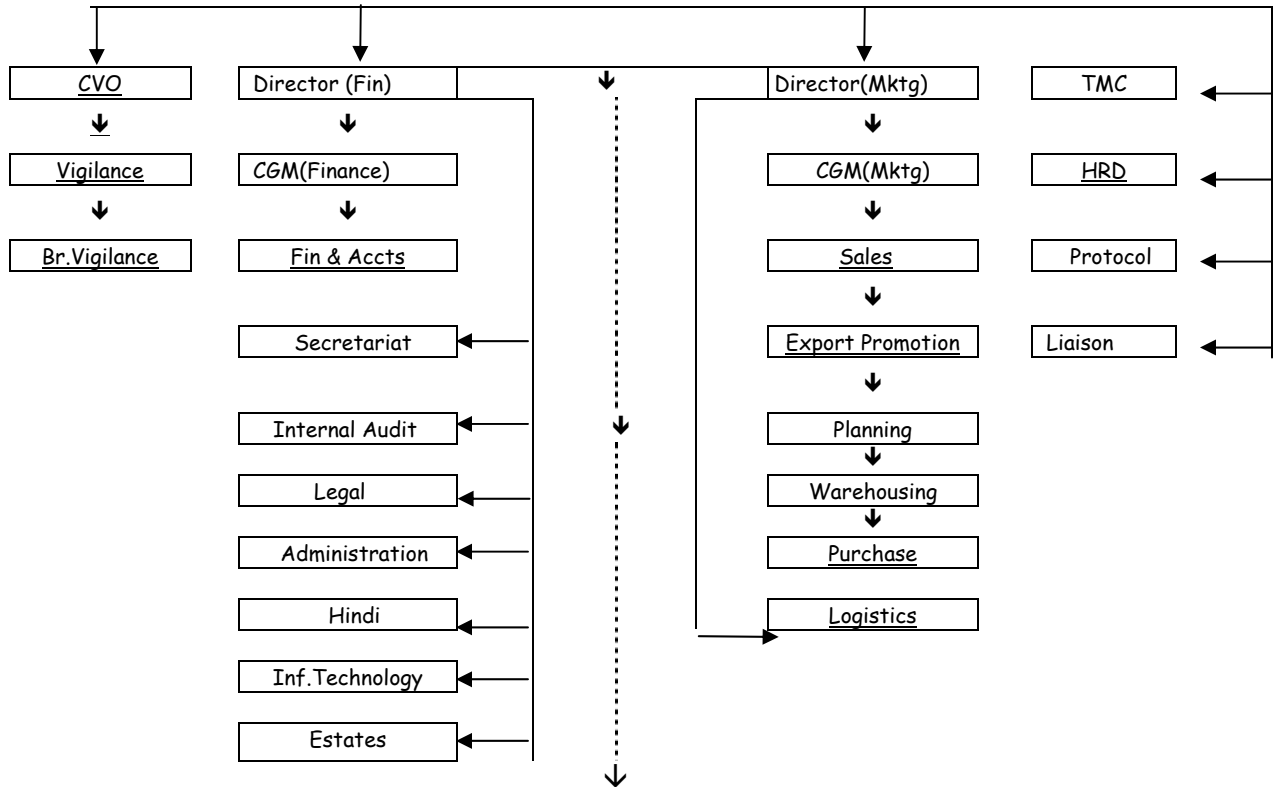 CVO
Director (Fin)
Director(Mktg)
TMC
Vigilance
CGM(Finance)
CGM(Mktg)
HRD
Br.Vigilance
Fin & Accts
Sales
Protocol
Secretariat
Export Promotion
Liaison
Internal Audit
Planning
Legal
Warehousing
Administration
Purchase
Hindi
Logistics
Inf.Technology
Estates